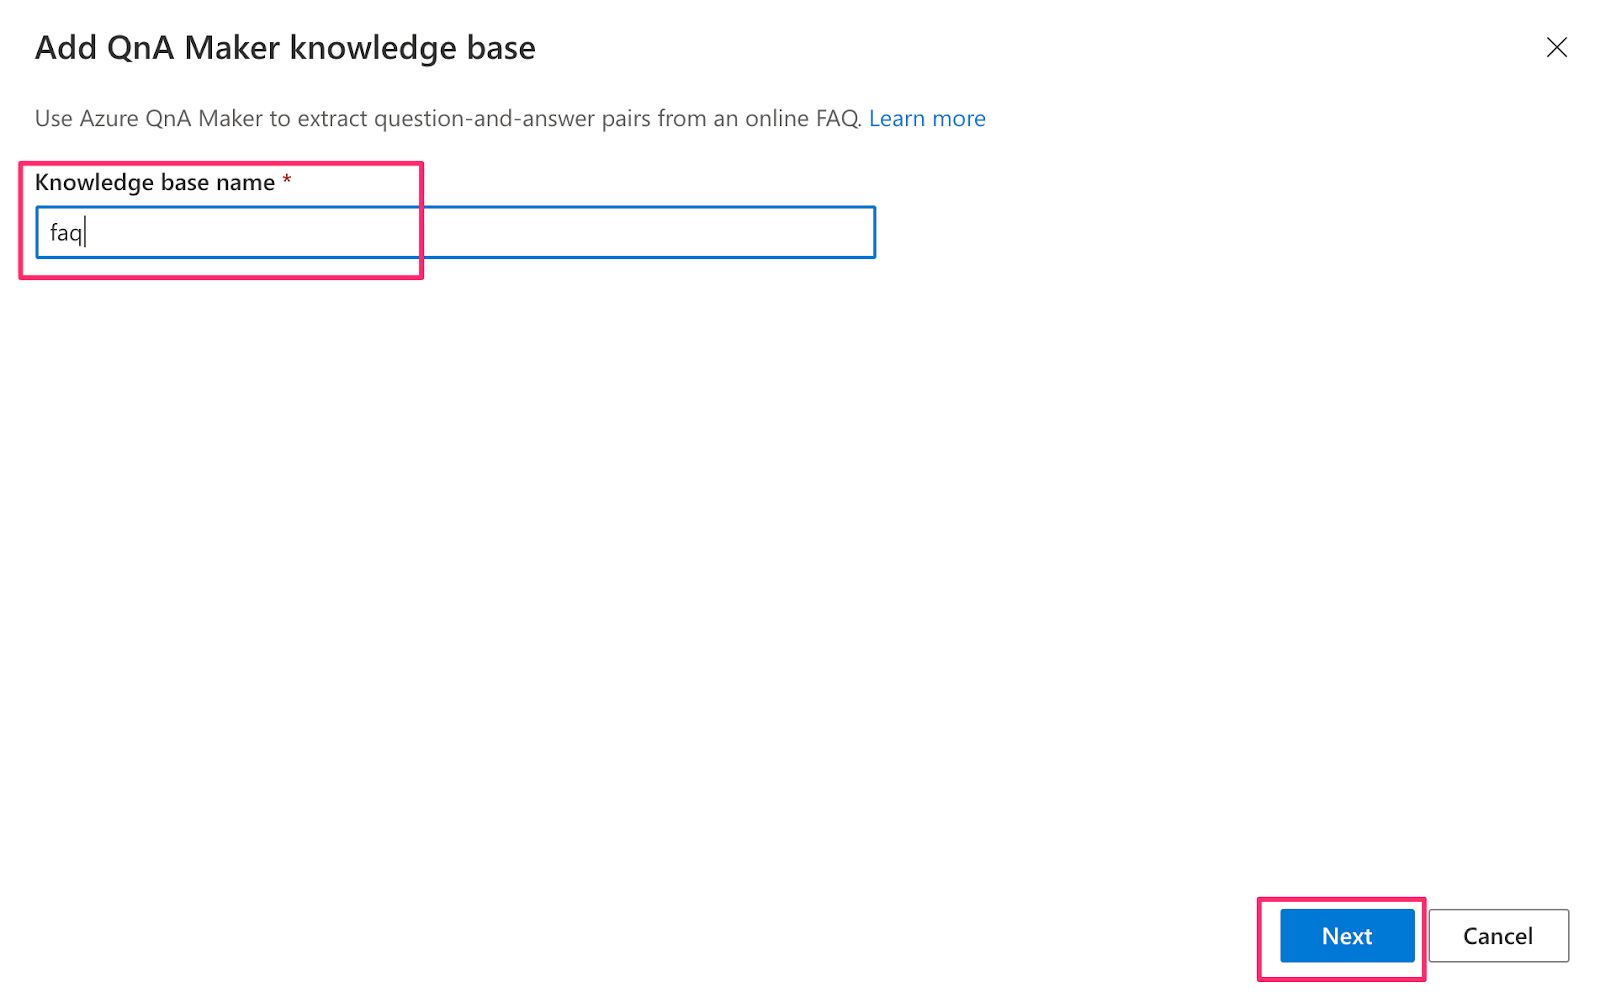 Add QnA Maker knowledge base
Use Azure QnA Maker to extract question-and-answer pairs from an online FAQ. Learn more
Knowledge base name *
faq
Next
Cancel